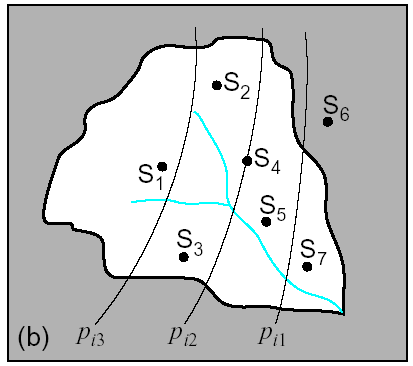 S₂
S₆
S₄
S₁
S₅
S₃
S₇
(b) pᵢ₃ pᵢ₂ pᵢ₁